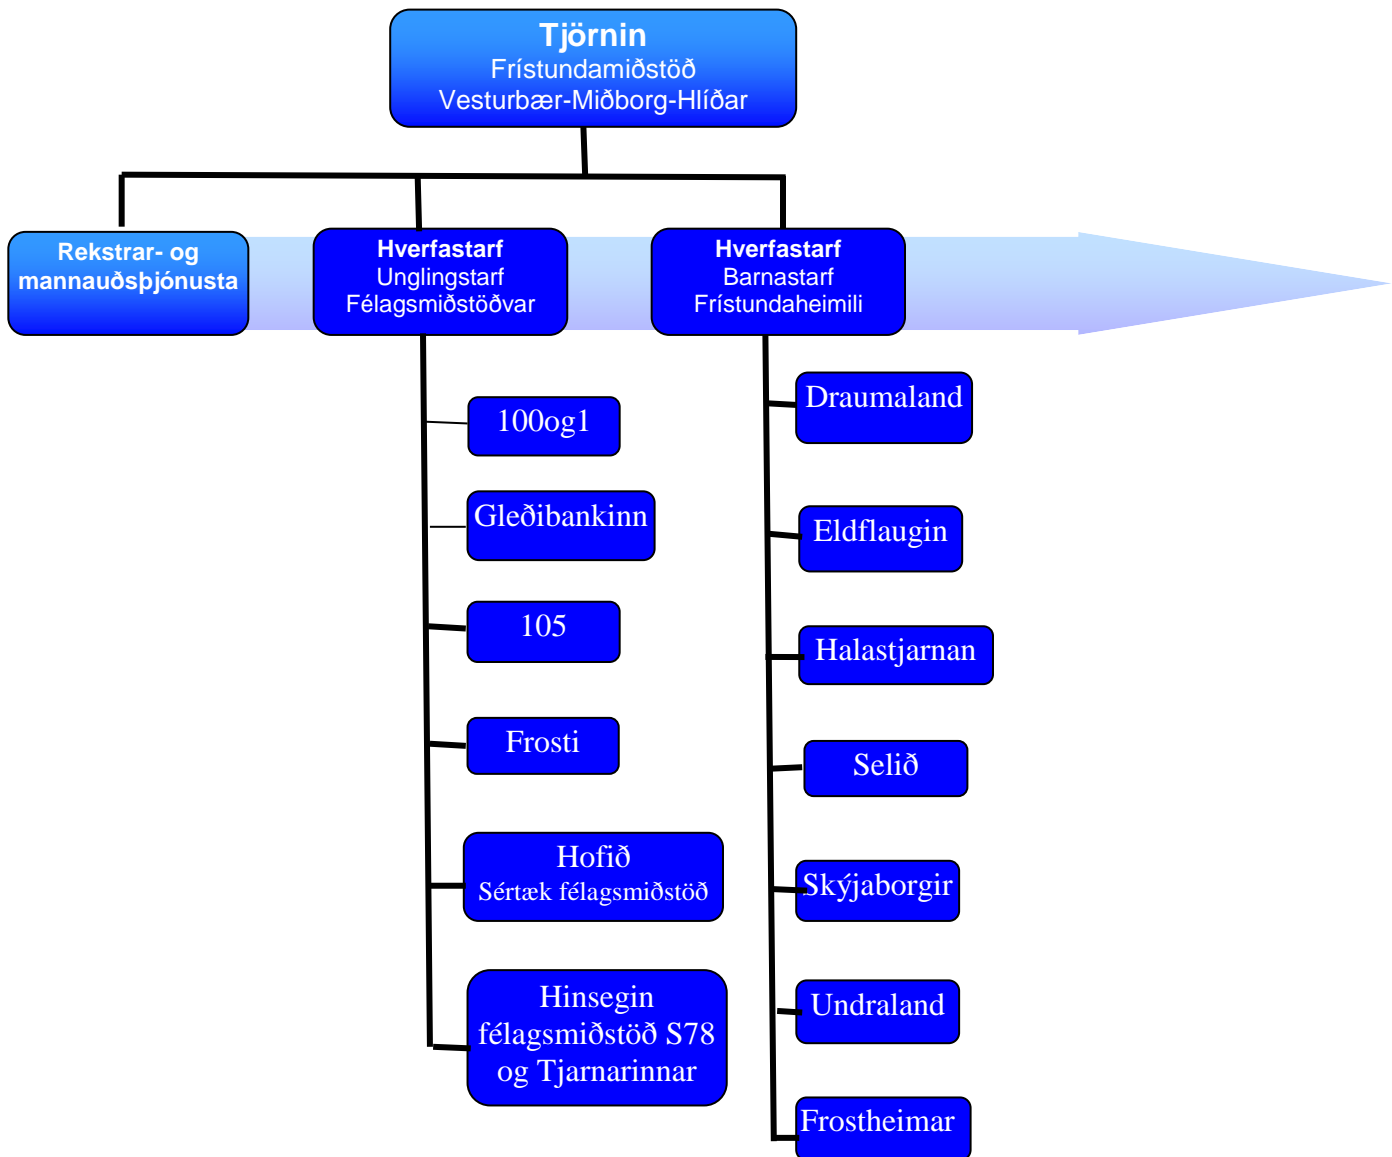 Tjörnin
Frístundamiðstöð
Vesturbær-Miðborg-Hlíðar
Rekstrar- og
mannauðsþjónusta
Hverfastarf
Unglingstarf
Félagsmiðstöðvar
Hverfastarf
Barnastarf
Frístundaheimili
100og1
Gleðibankinn
105
Frosti
Hofið
Sértæk félagsmiðstöð
Hinsegin
félagsmiðstöð S78
og Tjarnarinnar
Draumaland
Eldflaugin
Halastjarnan
Selið
Skýjaborgir
Undraland
Frostheimar